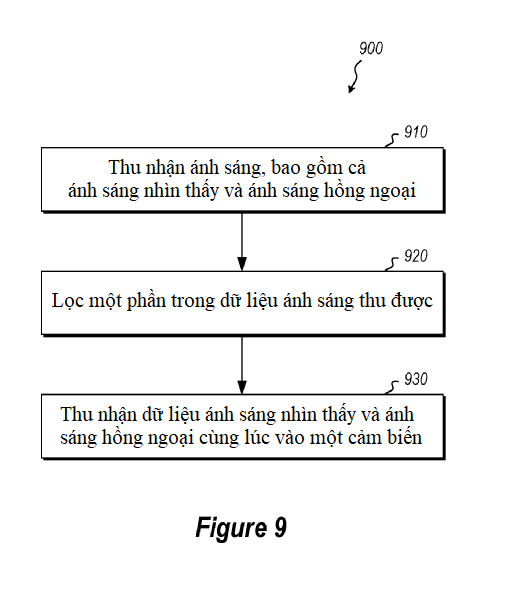 900
910
Thu nhận ánh sáng, bao gồm cả
ánh sáng nhìn thấy và ánh sáng hồng ngoại
920
Lọc một phần trong dữ liệu ánh sáng thu được
930
Thu nhận dữ liệu ánh sáng nhìn thấy và ánh
sáng hồng ngoại cùng lúc vào một cảm biến
Figure 9